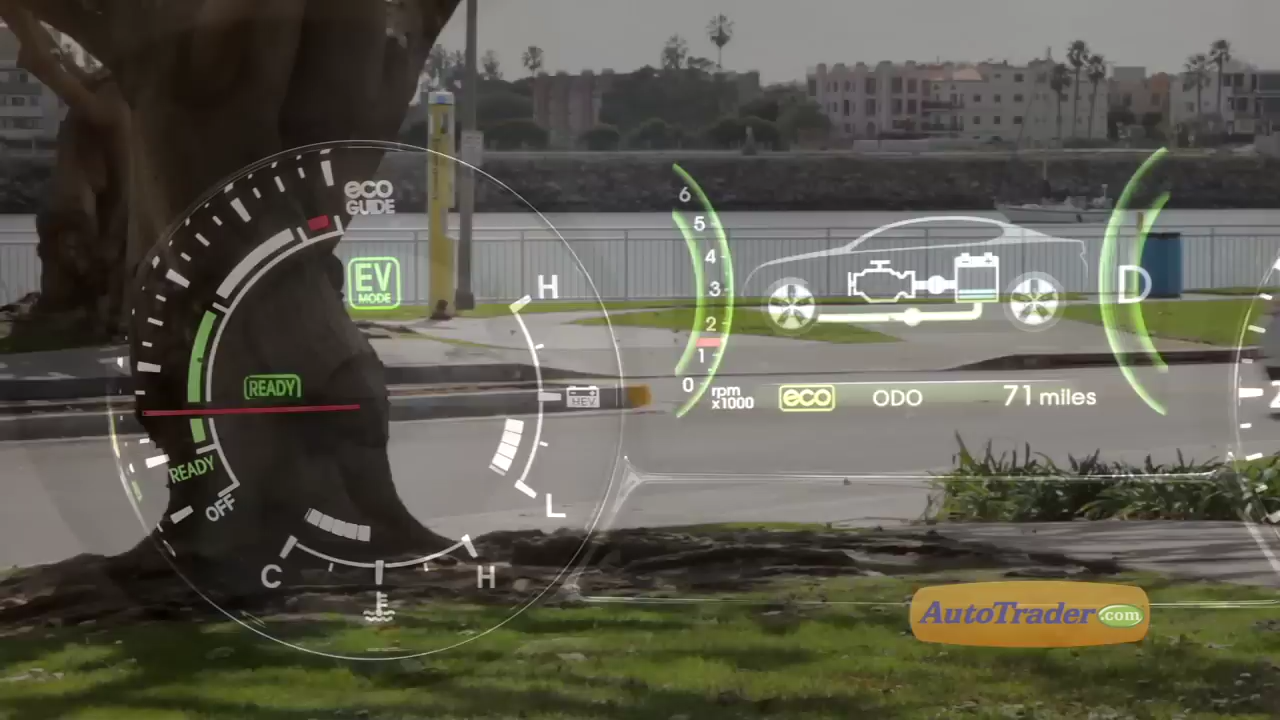 eco
GUIDE
EV
MODE
READY
READY
OFF
H
HEV
L
C
H
6
5
4
3
2
1
0
rpm
x1000
D
eco ODO 71 miles
AutoTrader.com